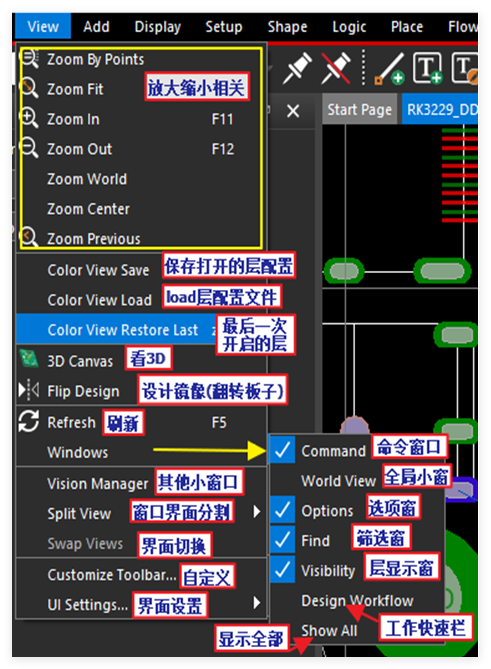 View Add Display Setup Shape Logic Place Flow
Zoom By Points
Zoom Fit 放大缩小相关
Start Page RK3229_DD
Zoom In F11
Zoom Out F12
Zoom World
Zoom Center
Zoom Previous
Color View Save 保存打开的层配置
Color View Load load层配置文件
Color View Restore Last 最后一次
开启的层
3D Canvas 看3D
Flip Design 设计镜像(翻转板子)
Refresh 刷新 F5
Windows
Command 命令窗口
World View 全局小窗
Vision Manager 其他小窗口
Options 选项窗
Split View 窗口界面分割
Find 筛选窗
Swap Views 界面切换
Visibility 层显示窗
Customize Toolbar... 自定义
Design Workflow
UI Settings... 界面设置
工作快速栏
Show All
显示全部